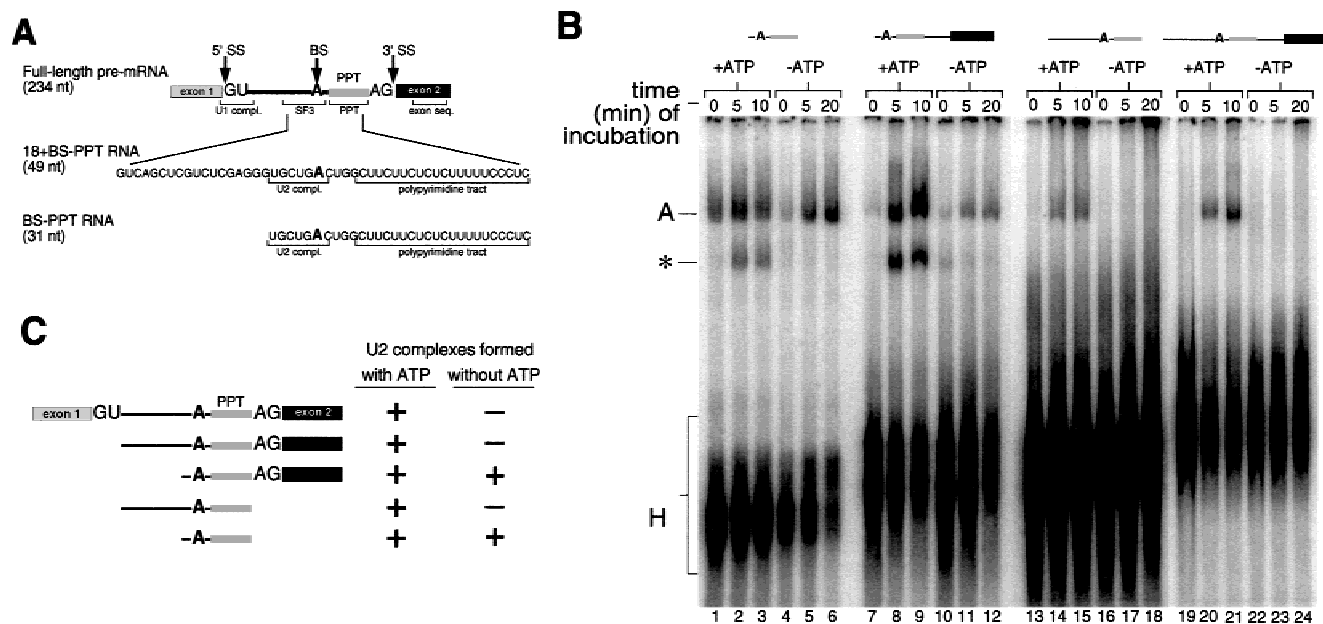 A
5' SS
BS
3' SS
Full-length pre-mRNA
(234 nt)
exon 1
GU
A
PPT
AG
exon 2
U1 compl.
SF3
PPT
exon seq.
18+BS-PPT RNA
(49 nt)
GUCAGCUCGUCUCGAGGGUGCUGACUGGCUUCUUCUCUCUUUUUCCCUC
U2 compl.
polypyrimidine tract
BS-PPT RNA
(31 nt)
UGCUGACUGGCUUCUUCUCUCUUUUUCCCUC
U2 compl.
polypyrimidine tract
B
-A- -A- A A
+ATP -ATP +ATP -ATP +ATP -ATP +ATP -ATP
time
(min) of
incubation
0 5 10 0 5 20 0 5 10 0 5 20 0 5 10 0 5 20 0 5 10 0 5 20
A
*
H
1 2 3 4 5 6 7 8 9 10 11 12 13 14 15 16 17 18 19 20 21 22 23 24
C
U2 complexes formed
with ATP without ATP
exon 1 GU A PPT AG exon 2 + −
A AG + −
-A- AG + +
A + −
-A- + +